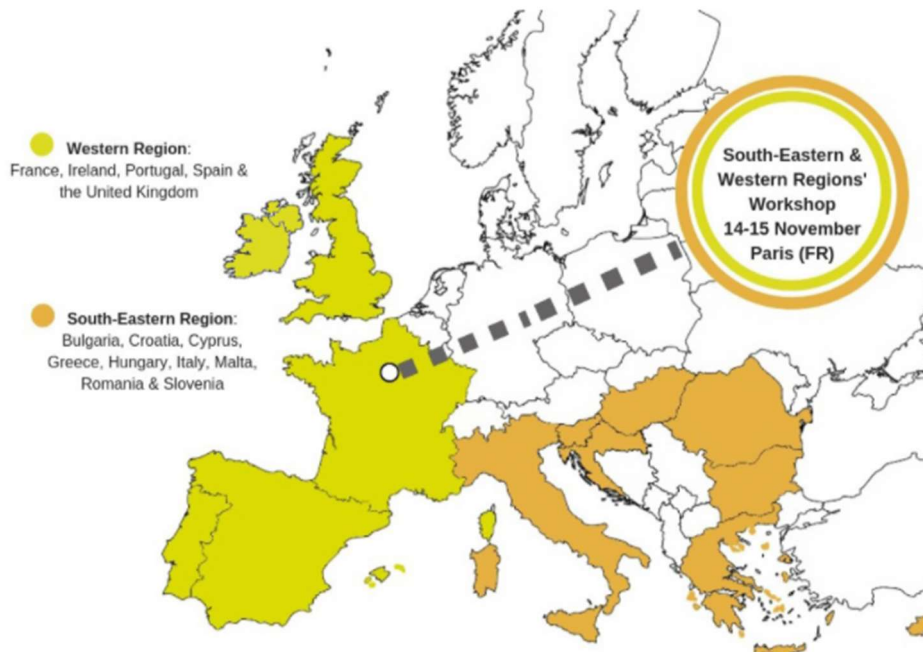 Western Region:
France, Ireland, Portugal, Spain &
the United Kingdom
South-Eastern Region:
Bulgaria, Croatia, Cyprus,
Greece, Hungary, Italy, Malta,
Romania & Slovenia
South-Eastern &
Western Regions'
Workshop
14-15 November
Paris (FR)